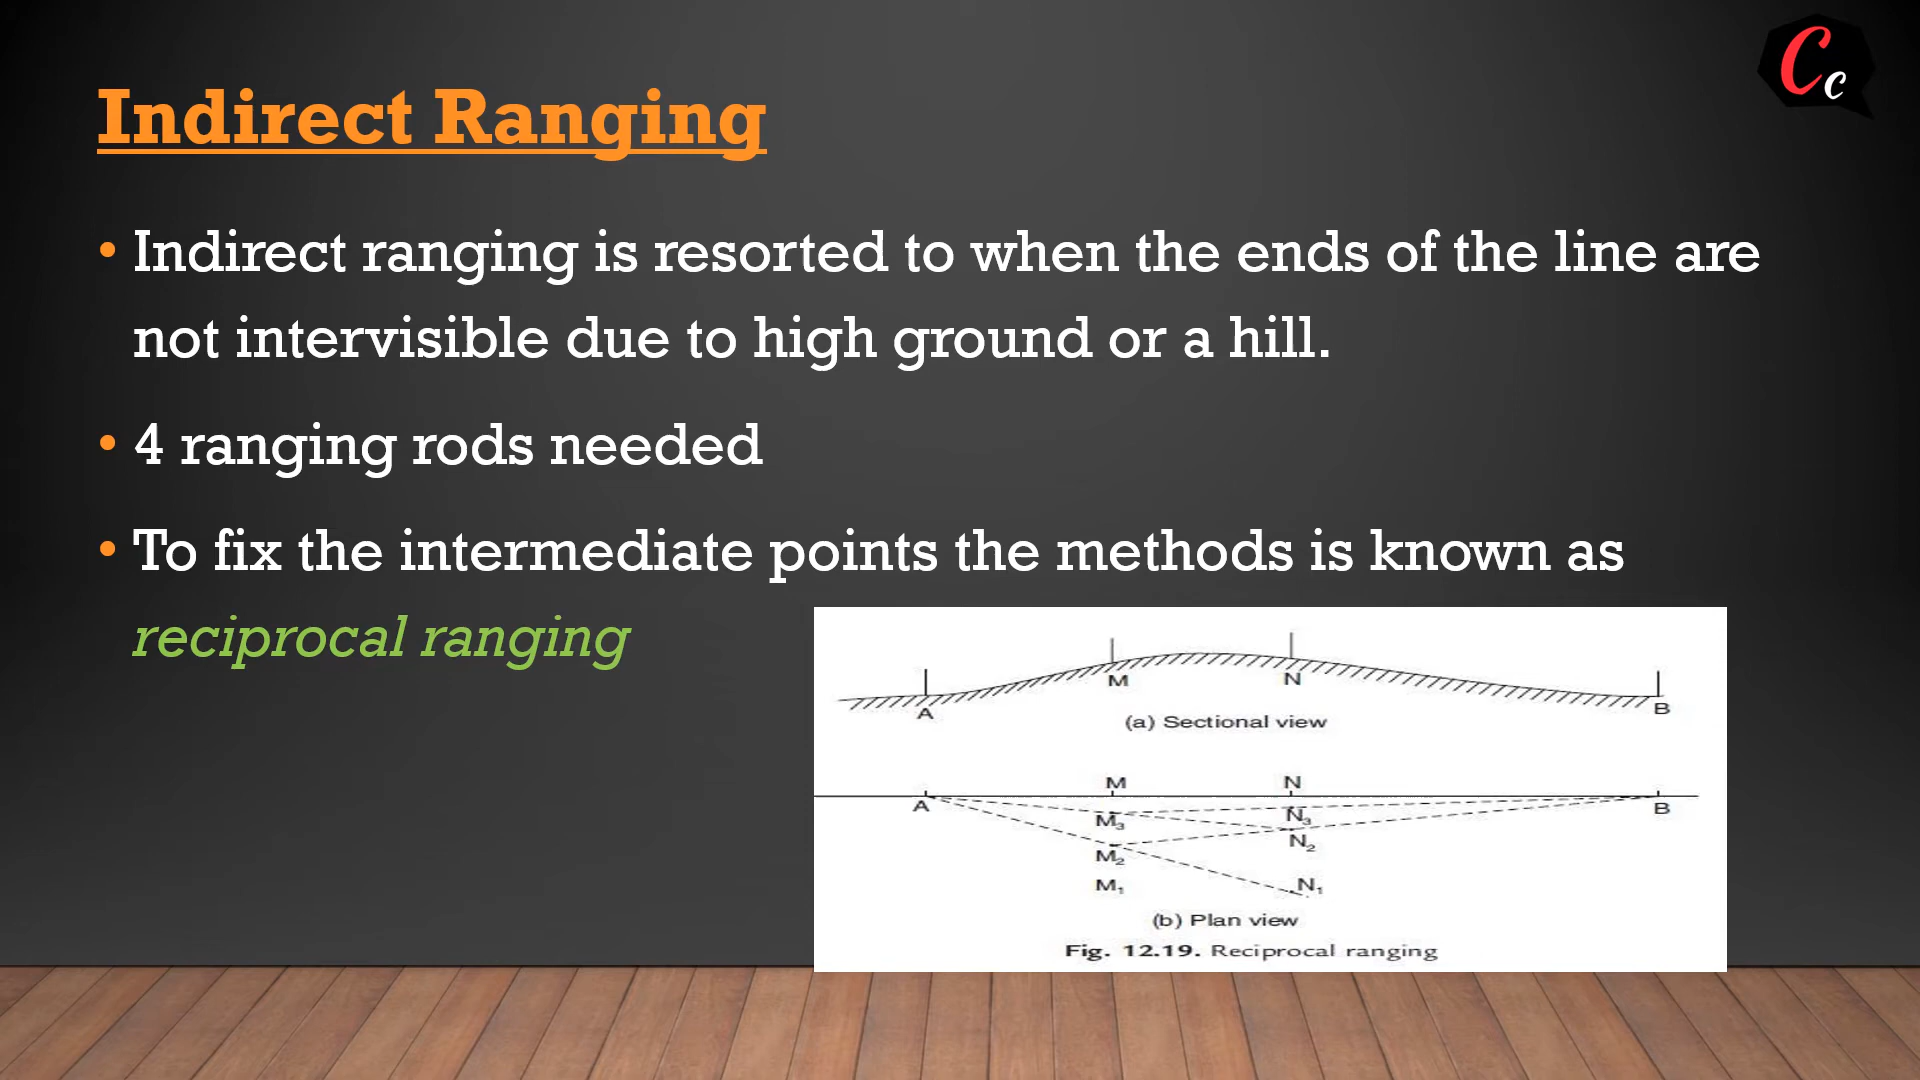 Cc
Indirect Ranging
• Indirect ranging is resorted to when the ends of the line are
not intervisible due to high ground or a hill.
• 4 ranging rods needed
• To fix the intermediate points the methods is known as
reciprocal ranging
M N
A B
(a) Sectional view
M N
A B
M₃ N₃
N₂
M₂
M₁ N₁
(b) Plan view
Fig. 12.19. Reciprocal ranging